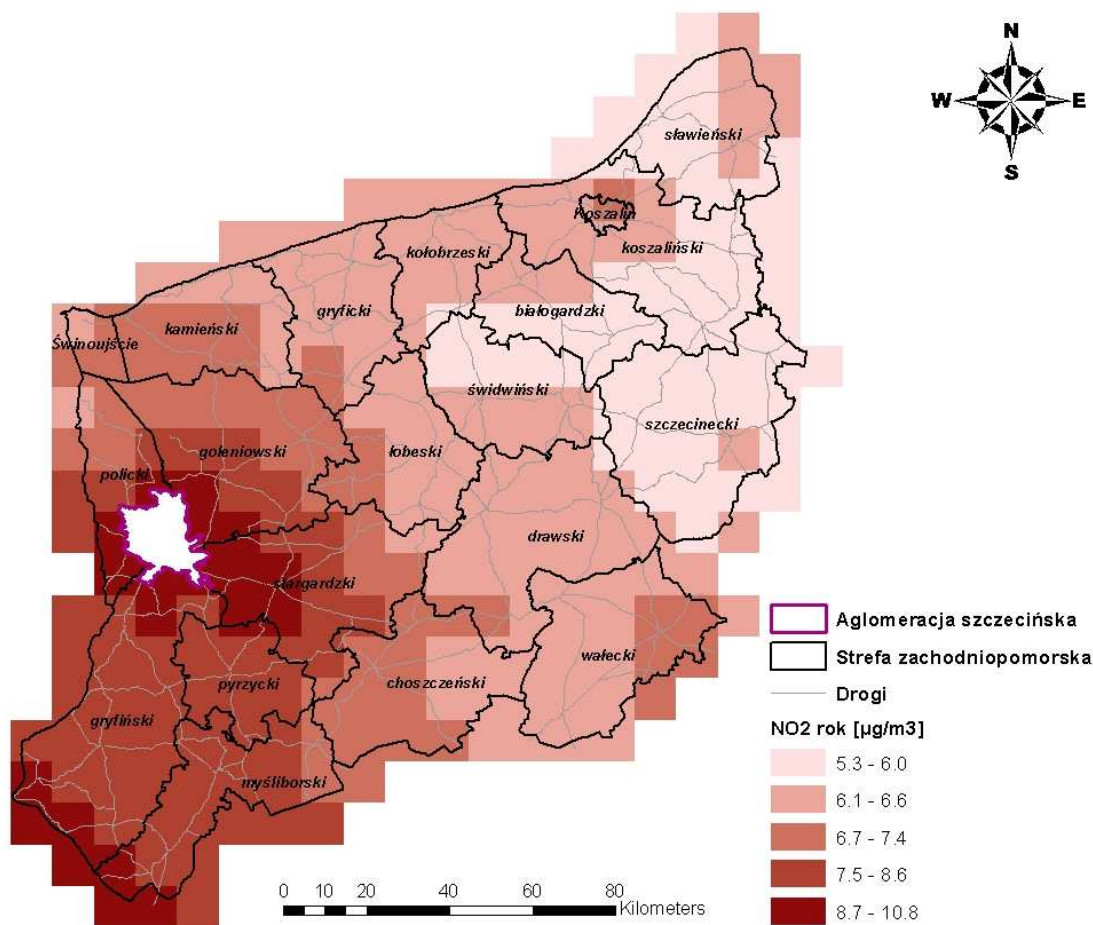 N
W E
S
sławieński
Koszalin
koszaliński
kołobrzeski
białogardzki
gryficki
kamieński
Świnoujście
świdwiński
szczecinecki
goleniowski
łobeski
policki
drawski
stargardzki
wałecki
pyrzycki
choszczeński
gryfiński
myśliborski
Aglomeracja szczecińska
Strefa zachodniopomorska
Drogi
NO2 rok [µg/m3]
5.3 - 6.0
6.1 - 6.6
6.7 - 7.4
7.5 - 8.6
8.7 - 10.8
0 10 20 40 60 80
Kilometers